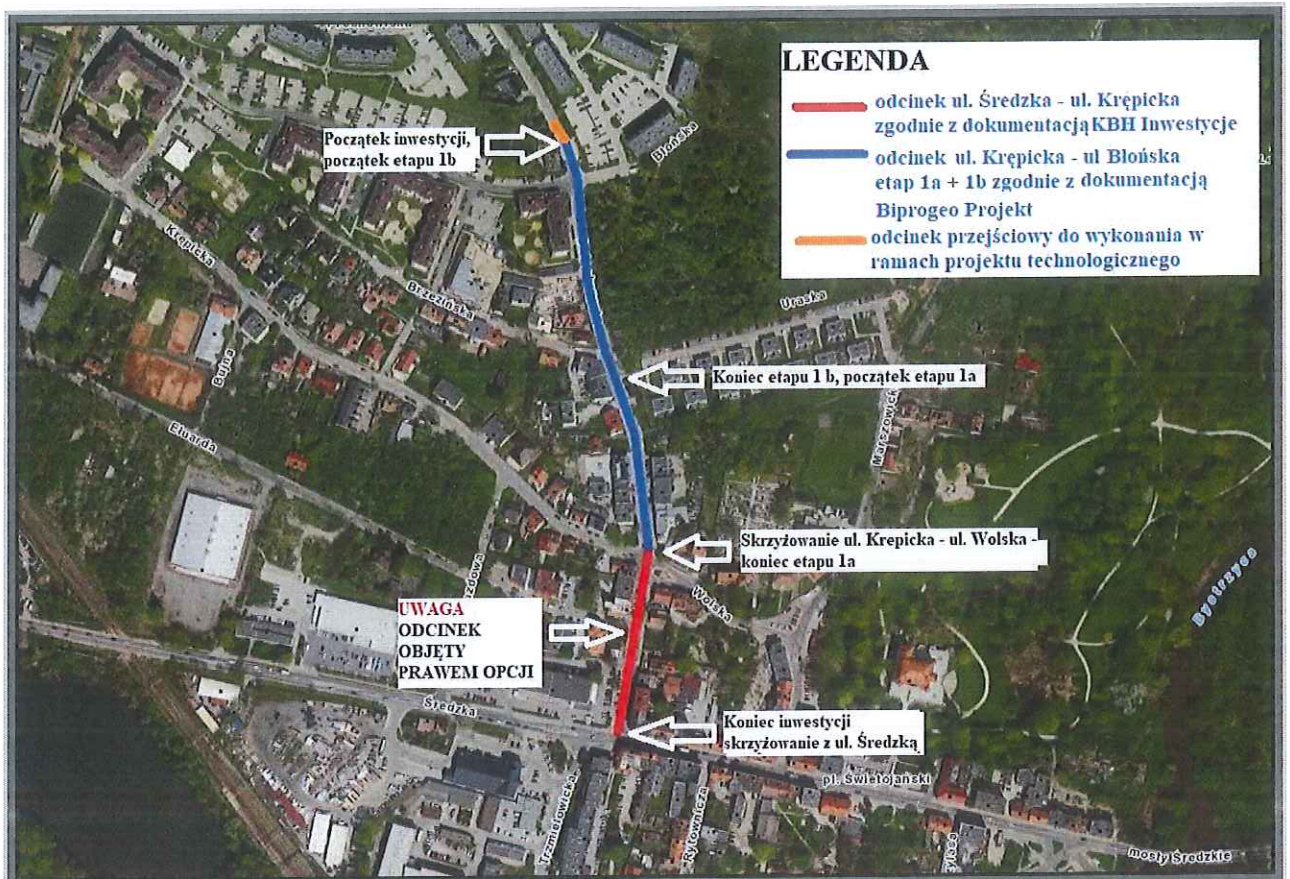 LEGENDA
odcinek ul. Średzka - ul. Krępicka
zgodnie z dokumentacją KBH Inwestycje
odcinek ul. Krępicka - ul Błońska
etap 1a + 1b zgodnie z dokumentacją
Biprogeo Projekt
odcinek przejściowy do wykonania w
ramach projektu technologicznego
Początek inwestycji,
początek etapu 1b
Błońska
Krępicka
Brzezińska
Uraska
Bujna
Koniec etapu 1 b, początek etapu 1a
Eluarda
Marszowick
Skrzyżowanie ul. Krepicka - ul. Wolska -
koniec etapu 1a
Bystrzyca
Wolska
UWAGA
ODCINEK
OBJĘTY
PRAWEM OPCJI
Średzka
Koniec inwestycji
skrzyżowanie z ul. Średzką
pl. Świętojański
Trzmielowicka
Rytownicza
mosty Średzkie